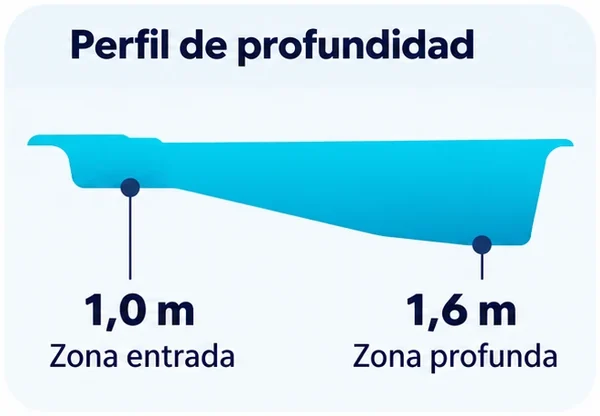 Perfil de profundidad
1,0 m
Zona entrada
1,6 m
Zona profunda